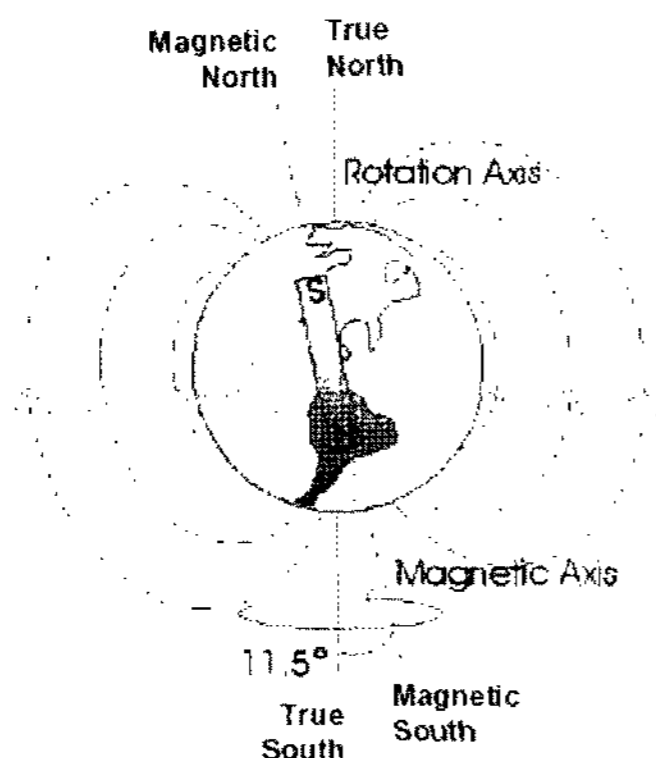 Magnetic
North
True
North
Rotation Axis
S
Magnetic Axis
11.5°
True
South
Magnetic
South